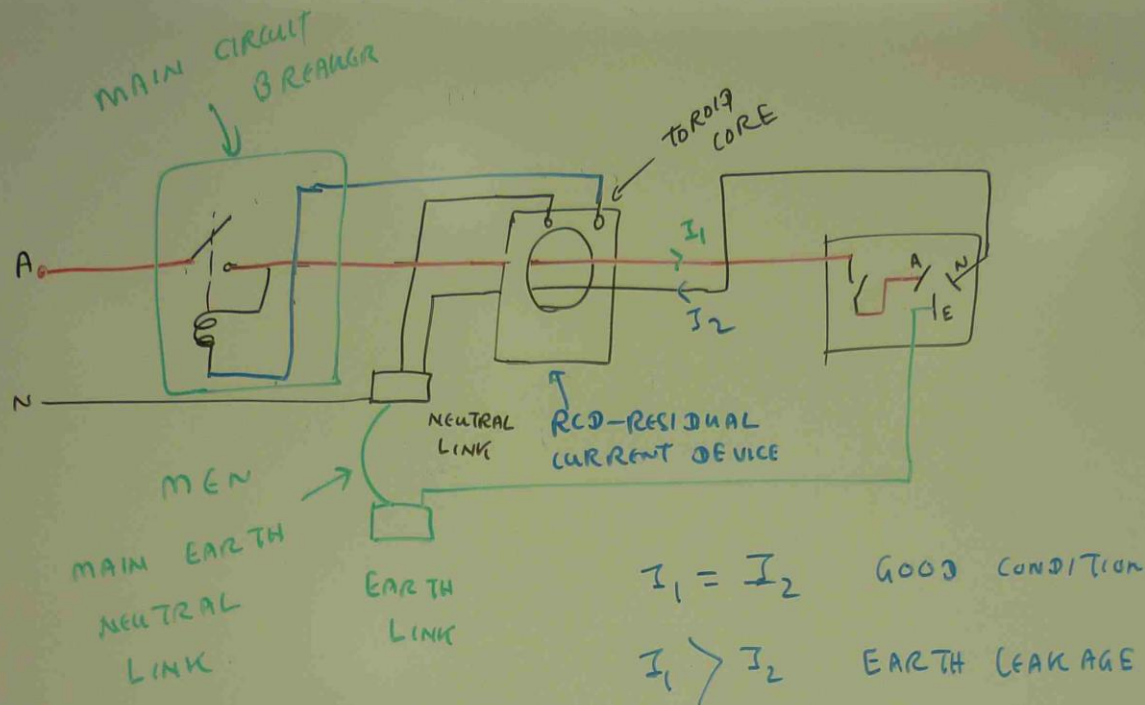 MAIN CIRCUIT
BREAKER
TOROID
CORE
I₁
A
A
N
E
I₂
N
NEUTRAL
LINK
RCD-RESIDUAL
CURRENT DEVICE
MEN
MAIN EARTH
NEUTRAL
LINK
EARTH
LINK
I₁ = I₂ GOOD CONDITION
I₁ > I₂ EARTH LEAKAGE